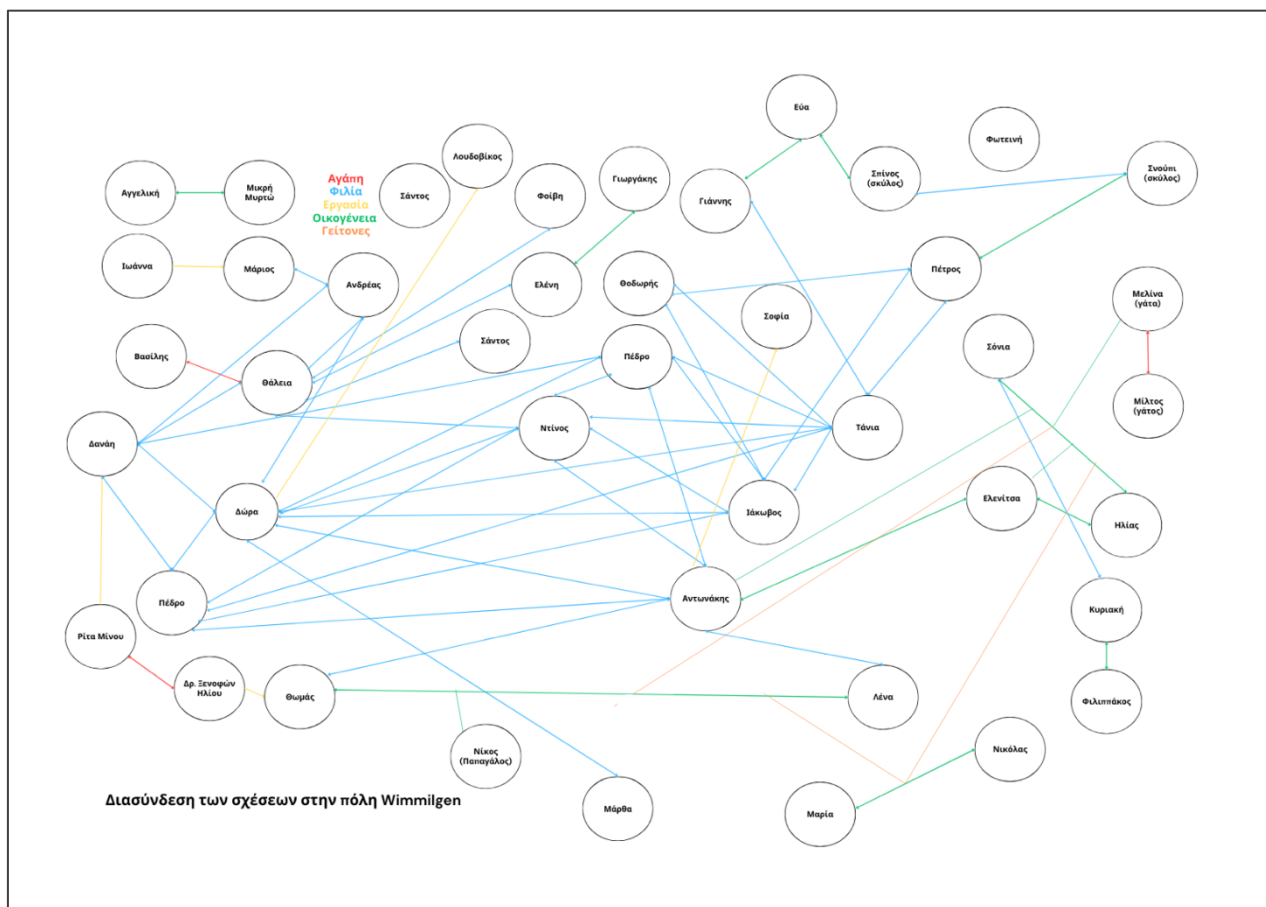 Εύα
Φωτεινή
Λουδοβίκος
Σπίνος
(σκύλος)
Σνούπι
(σκύλος)
Αγγελική
Μικρή
Μυρτώ
Αγάπη
Φιλία
Εργασία
Οικογένεια
Γείτονες
Σάντος
Φοίβη
Γιωργάκης
Γιάννης
Ιωάννα
Μάριος
Ανδρέας
Ελένη
Θοδωρής
Πέτρος
Σοφία
Μελίνα
(γάτα)
Βασίλης
Θάλεια
Σάντος
Πέδρο
Σόνια
Μίλτος
(γάτος)
Δανάη
Ντίνος
Τάνια
Δώρα
Ιάκωβος
Ελενίτσα
Ηλίας
Πέδρο
Αντωνάκης
Κυριακή
Ρίτα Μίνου
Δρ. Ξενοφών
Ηλίου
Θωμάς
Λένα
Φιλιππάκος
Νίκος
(Παπαγάλος)
Νικόλας
Διασύνδεση των σχέσεων στην πόλη Wimmilgen
Μάρθα
Μαρία